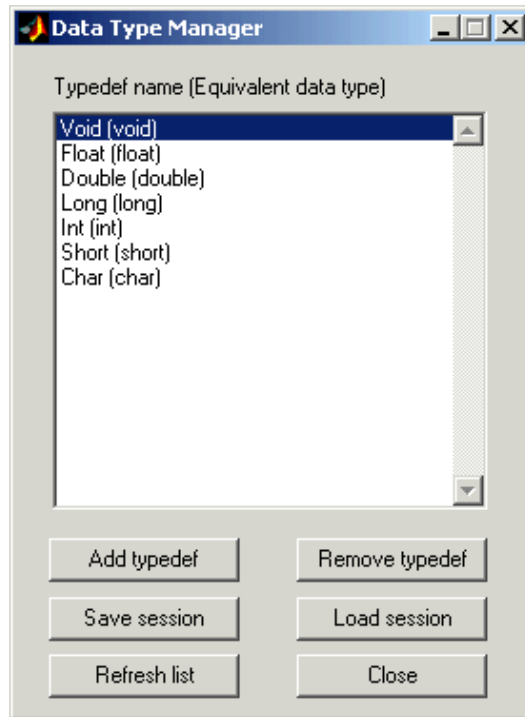 Data Type Manager
Typedef name (Equivalent data type)
Void (void)
Float (float)
Double (double)
Long (long)
Int (int)
Short (short)
Char (char)
Add typedef
Remove typedef
Save session
Load session
Refresh list
Close